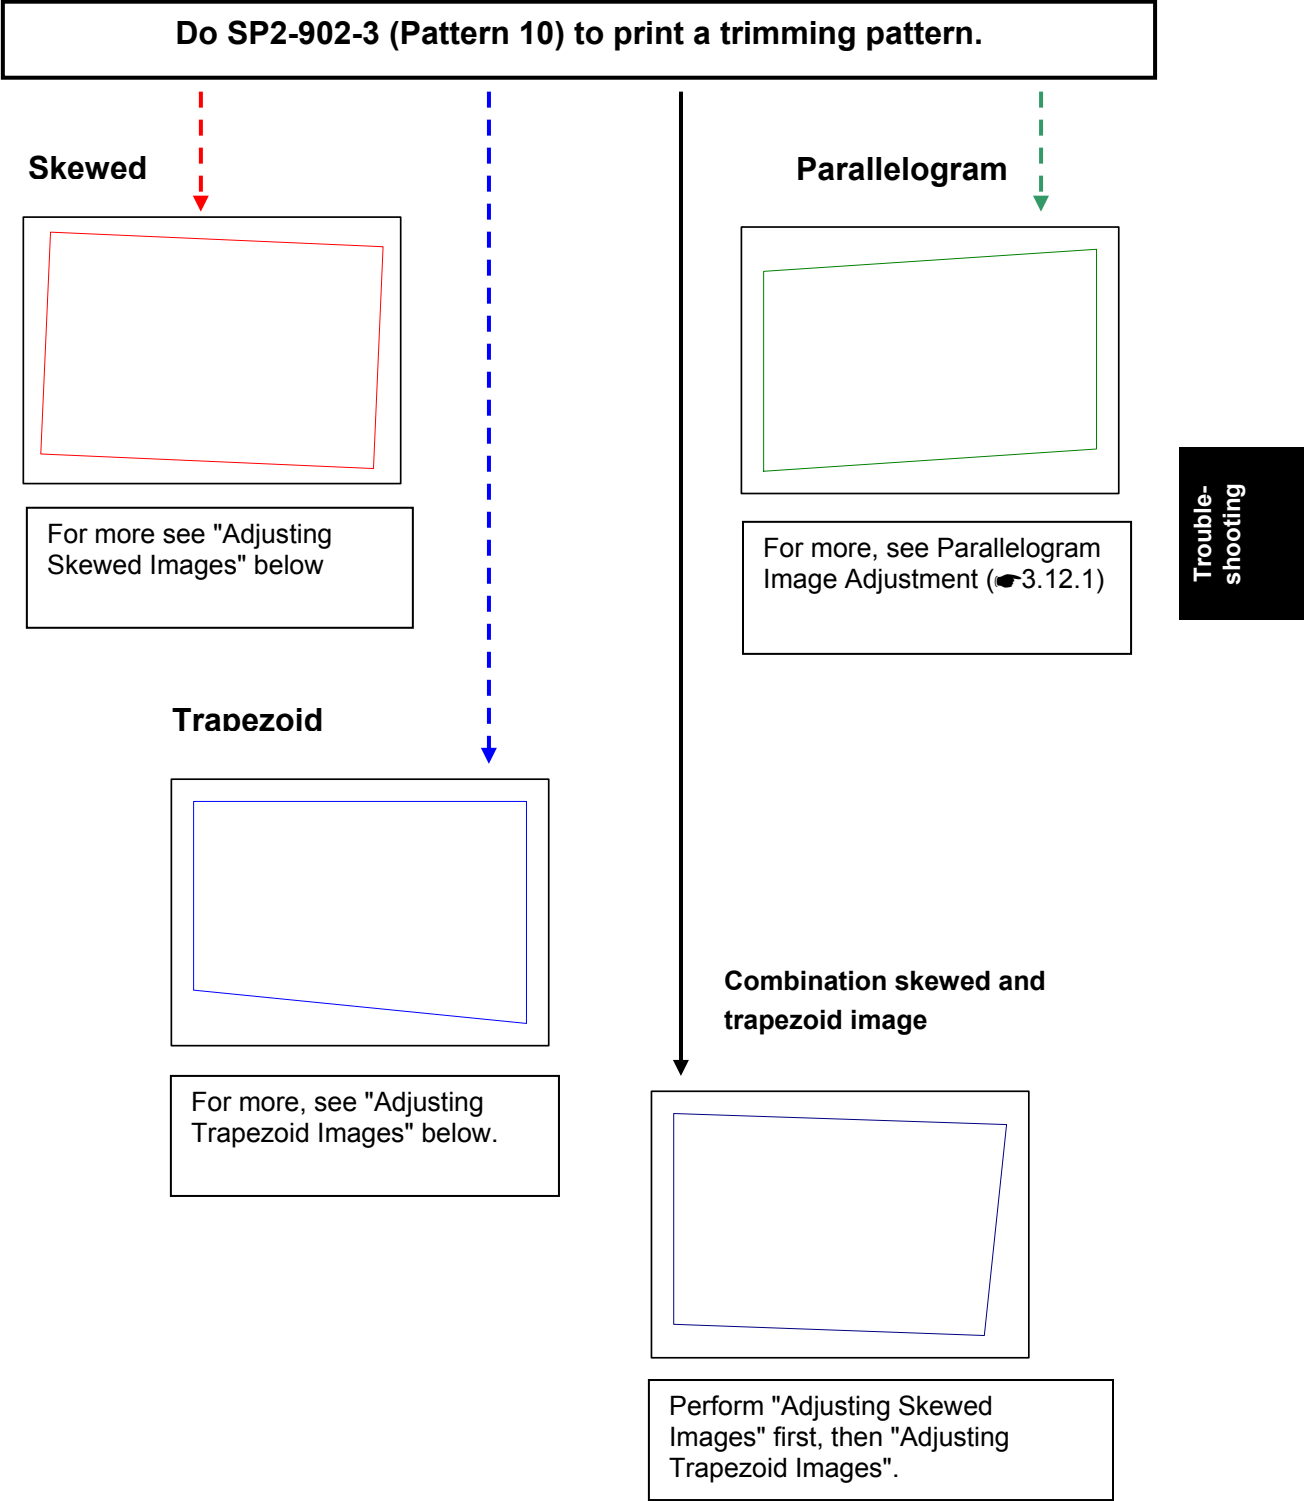 Do SP2-902-3 (Pattern 10) to print a trimming pattern.
Skewed
Parallelogram
For more see "Adjusting
Skewed Images" below
For more, see Parallelogram
Image Adjustment (☛3.12.1)
Trouble-
shooting
Trapezoid
For more, see "Adjusting
Trapezoid Images" below.
Combination skewed and
trapezoid image
Perform "Adjusting Skewed
Images" first, then "Adjusting
Trapezoid Images".